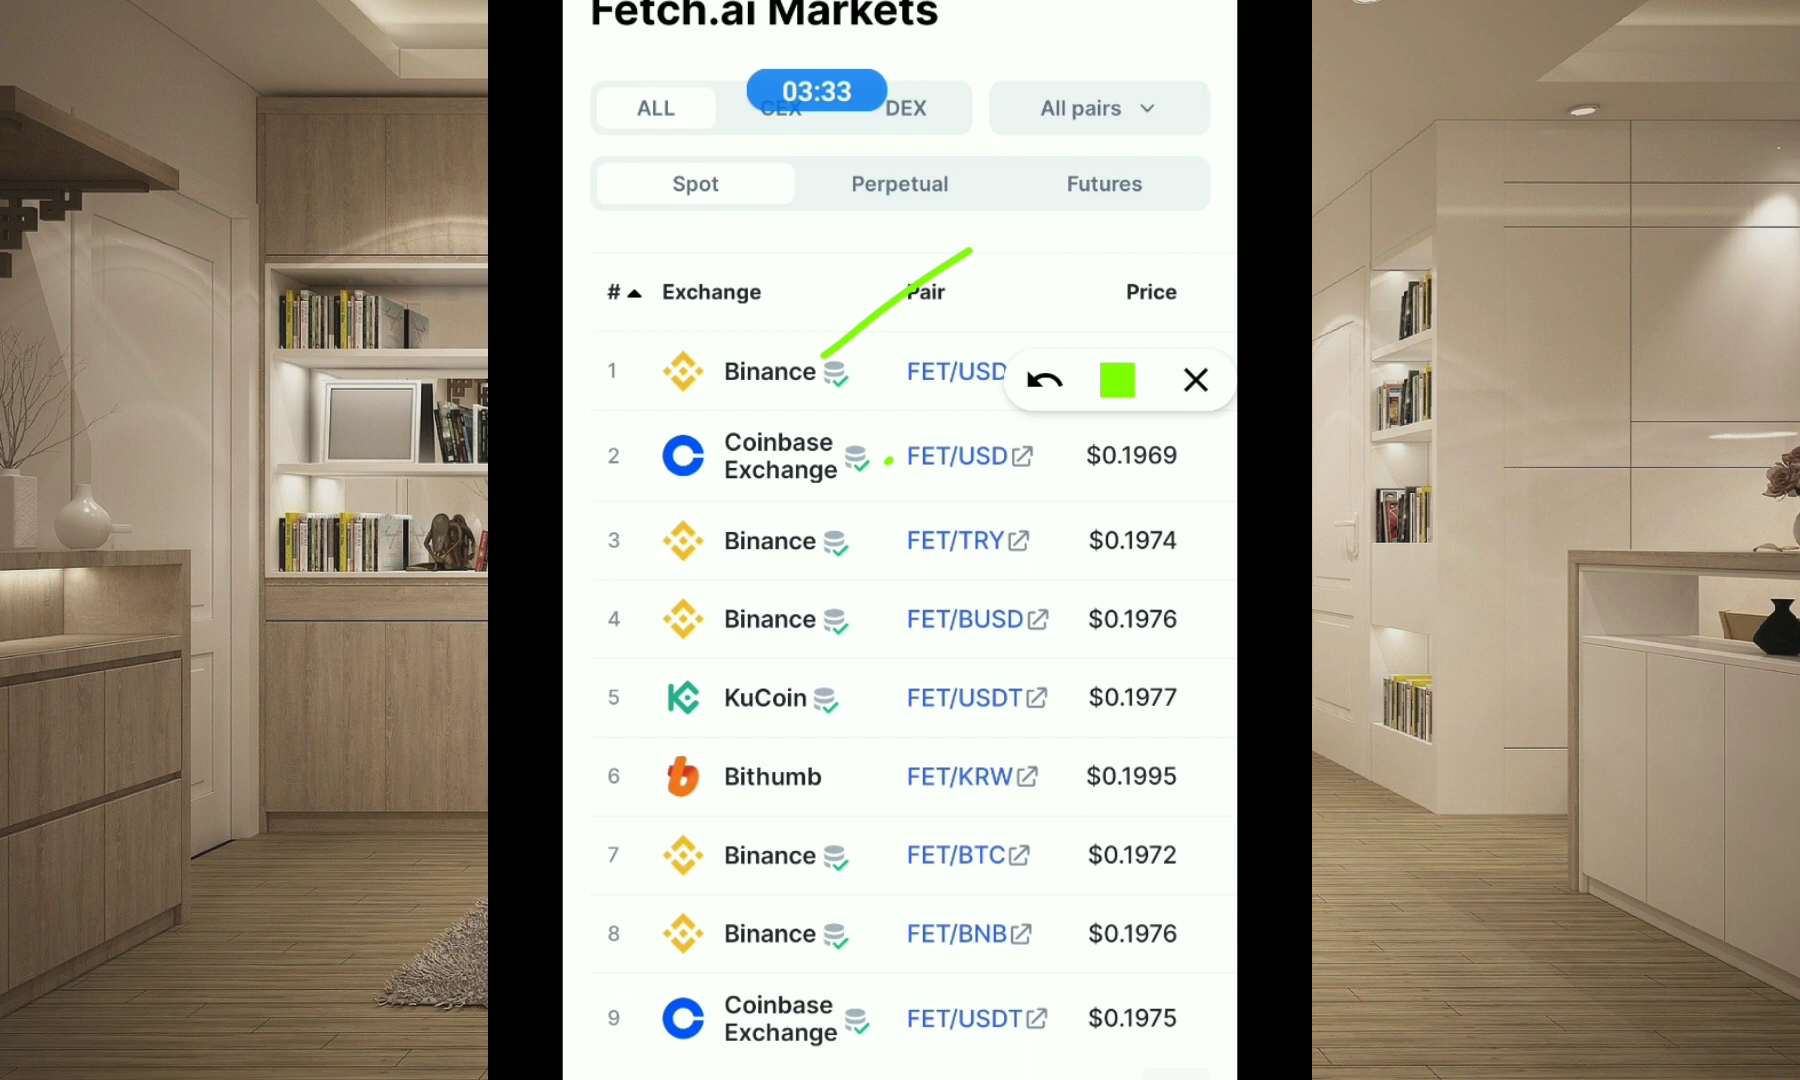 Fetch.ai Markets
03:33
ALL CEX DEX All pairs
Spot Perpetual Futures
# Exchange Pair Price
1 Binance FET/USD
2 Coinbase Exchange FET/USD $0.1969
3 Binance FET/TRY $0.1974
4 Binance FET/BUSD $0.1976
5 KuCoin FET/USDT $0.1977
6 Bithumb FET/KRW $0.1995
7 Binance FET/BTC $0.1972
8 Binance FET/BNB $0.1976
9 Coinbase Exchange FET/USDT $0.1975